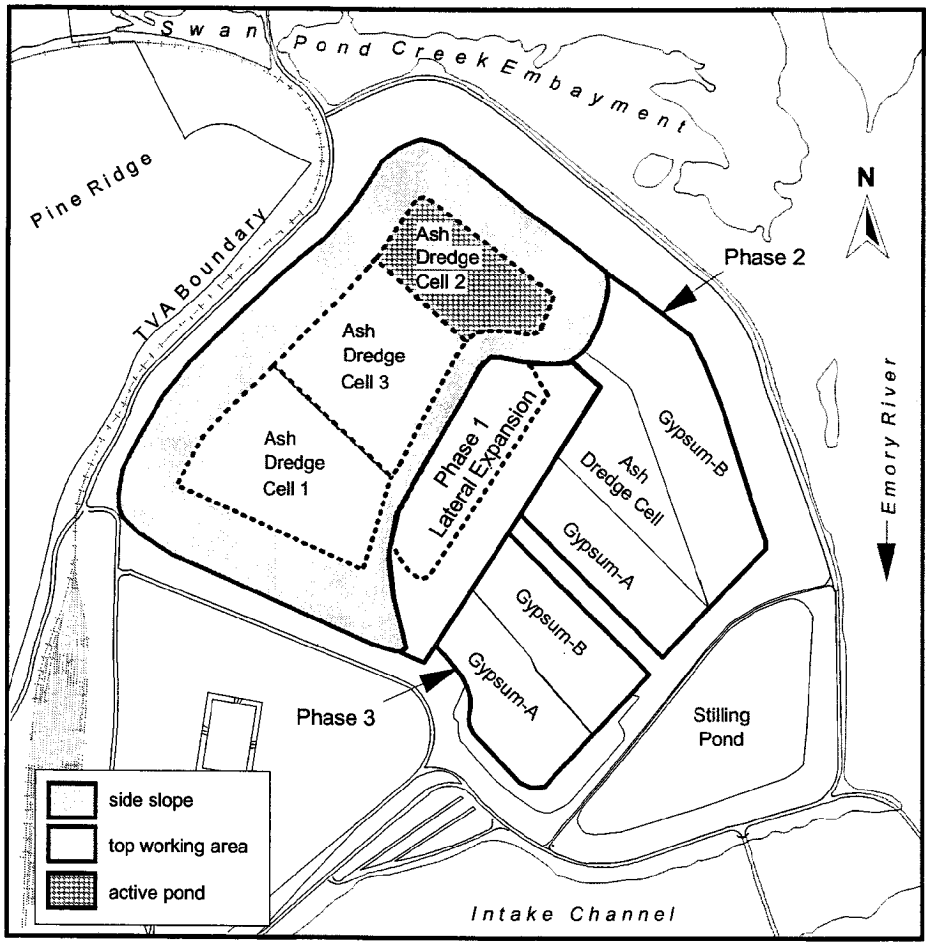 Swan Pond Creek Embayment
Pine Ridge
N
TVA Boundary
Phase 2
Ash
Dredge
Cell 2
Ash
Dredge
Cell 3
Ash
Dredge
Cell 1
Phase 1
Lateral Expansion
Gypsum-B
Ash
Dredge Cell
Gypsum-A
Emory River
Gypsum-B
Gypsum-A
Phase 3
Stilling
Pond
side slope
top working area
active pond
Intake Channel